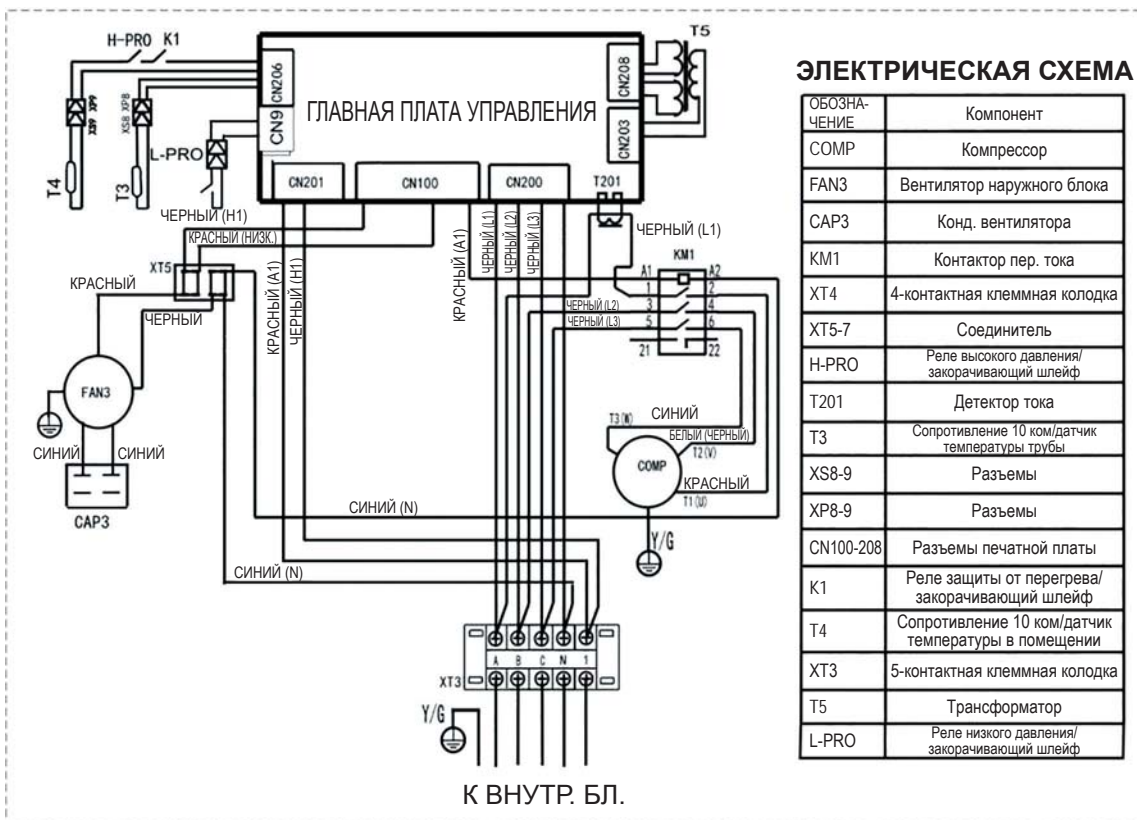 H-PRO K1
T5
CN206
CN9
ГЛАВНАЯ ПЛАТА УПРАВЛЕНИЯ
CN208
CN203
XS9 XP9
XS8 XP8
L-PRO
T4
T3
CN201
CN100
CN200
T201
ЧЕРНЫЙ (H1)
КРАСНЫЙ (НИЗК.)
КРАСНЫЙ (A1)
ЧЕРНЫЙ (H1)
КРАСНЫЙ (A1)
ЧЕРНЫЙ (L1)
ЧЕРНЫЙ (L2)
ЧЕРНЫЙ (L3)
ЧЕРНЫЙ (L1)
KM1
XT5
КРАСНЫЙ
ЧЕРНЫЙ
A1 A2
1 2
3 4
5 6
21 22
ЧЕРНЫЙ (L2)
ЧЕРНЫЙ (L3)
FAN3
СИНИЙ СИНИЙ
CAP3
T3 (W)
СИНИЙ
БЕЛЫЙ (ЧЕРНЫЙ)
T2 (V)
COMP
КРАСНЫЙ
T1 (U)
Y/G
СИНИЙ (N)
СИНИЙ (N)
A B C N 1
XT3
Y/G
К ВНУТР. БЛ.
ЭЛЕКТРИЧЕСКАЯ СХЕМА
ОБОЗНА-
ЧЕНИЕ
Компонент
COMP Компрессор
FAN3 Вентилятор наружного блока
CAP3 Конд. вентилятора
KM1 Контактор пер. тока
XT4 4-контактная клеммная колодка
XT5-7 Соединитель
H-PRO Реле высокого давления/
закорачивающий шлейф
T201 Детектор тока
T3 Сопротивление 10 ком/датчик
температуры трубы
XS8-9 Разъемы
XP8-9 Разъемы
CN100-208 Разъемы печатной платы
K1 Реле защиты от перегрева/
закорачивающий шлейф
T4 Сопротивление 10 ком/датчик
температуры в помещении
XT3 5-контактная клеммная колодка
T5 Трансформатор
L-PRO Реле низкого давления/
закорачивающий шлейф